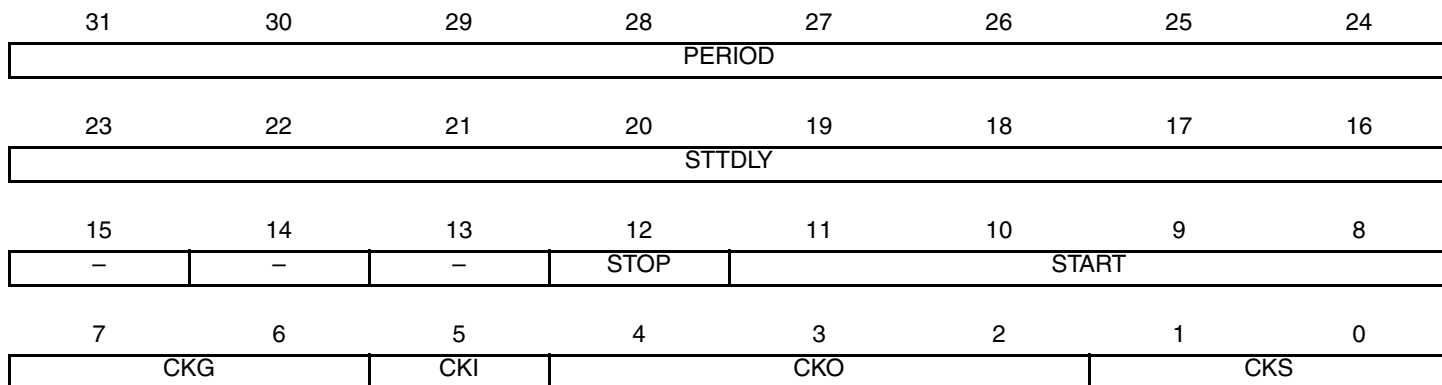 31 30 29 28 27 26 25 24
PERIOD
23 22 21 20 19 18 17 16
STTDLY
15 14 13 12 11 10 9 8
– – – STOP START
7 6 5 4 3 2 1 0
CKG CKI CKO CKS